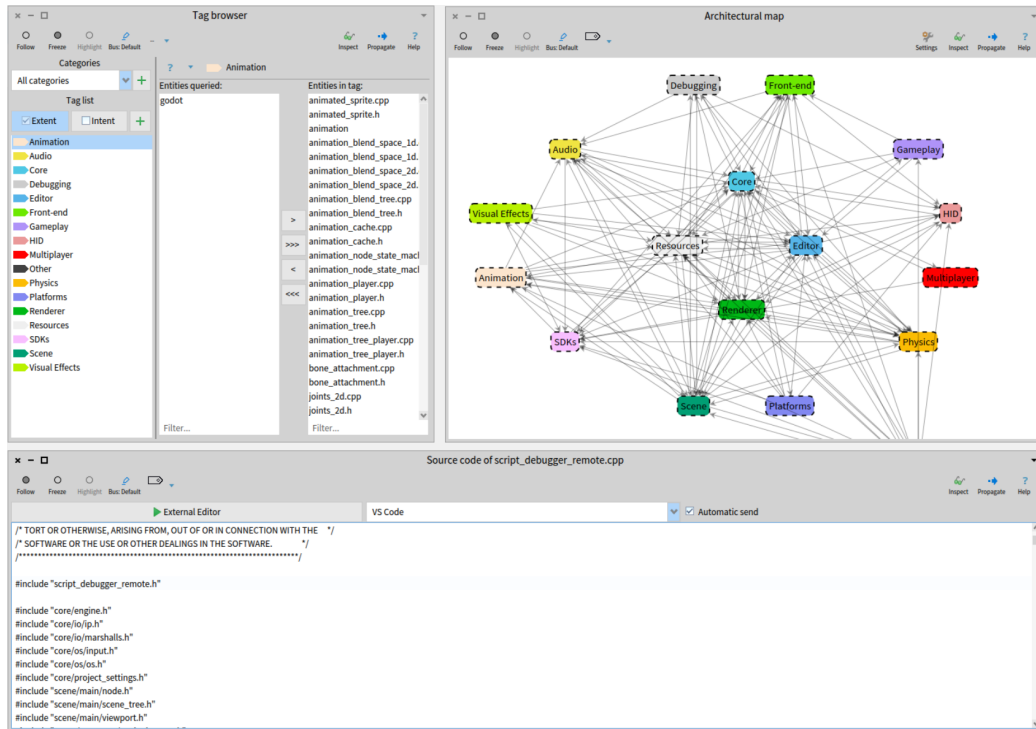 Tag browser
Follow Freeze Highlight Bus: Default Inspect Propagate Help
Categories
All categories
Tag list
Extent Intent
Animation
Audio
Core
Debugging
Editor
Front-end
Gameplay
HID
Multiplayer
Other
Physics
Platforms
Renderer
Resources
SDKs
Scene
Visual Effects
? Animation
Entities queried:
godot
Filter...
>
>>>
<
<<<
Entities in tag:
animated_sprite.cpp
animated_sprite.h
animation
animation_blend_space_1d.
animation_blend_space_1d.
animation_blend_space_2d.
animation_blend_space_2d.
animation_blend_tree.cpp
animation_blend_tree.h
animation_cache.cpp
animation_cache.h
animation_node_state_macl
animation_node_state_macl
animation_player.cpp
animation_player.h
animation_tree.cpp
animation_tree.h
animation_tree_player.cpp
animation_tree_player.h
bone_attachment.cpp
bone_attachment.h
joints_2d.cpp
joints_2d.h
Filter...
Architectural map
Follow Freeze Highlight Bus: Default Settings Inspect Propagate Help
Debugging Front-end
Audio Gameplay
Core
Visual Effects HID
Resources Editor
Animation Multiplayer
Renderer
SDKs Physics
Scene Platforms
Source code of script_debugger_remote.cpp
Follow Freeze Highlight Bus: Default Inspect Propagate Help
External Editor VS Code Automatic send
/* TORT OR OTHERWISE, ARISING FROM, OUT OF OR IN CONNECTION WITH THE */
/* SOFTWARE OR THE USE OR OTHER DEALINGS IN THE SOFTWARE. */
/*************************************************************************/
#include "script_debugger_remote.h"
#include "core/engine.h"
#include "core/io/ip.h"
#include "core/io/marshalls.h"
#include "core/os/input.h"
#include "core/os/os.h"
#include "core/project_settings.h"
#include "scene/main/node.h"
#include "scene/main/scene_tree.h"
#include "scene/main/viewport.h"